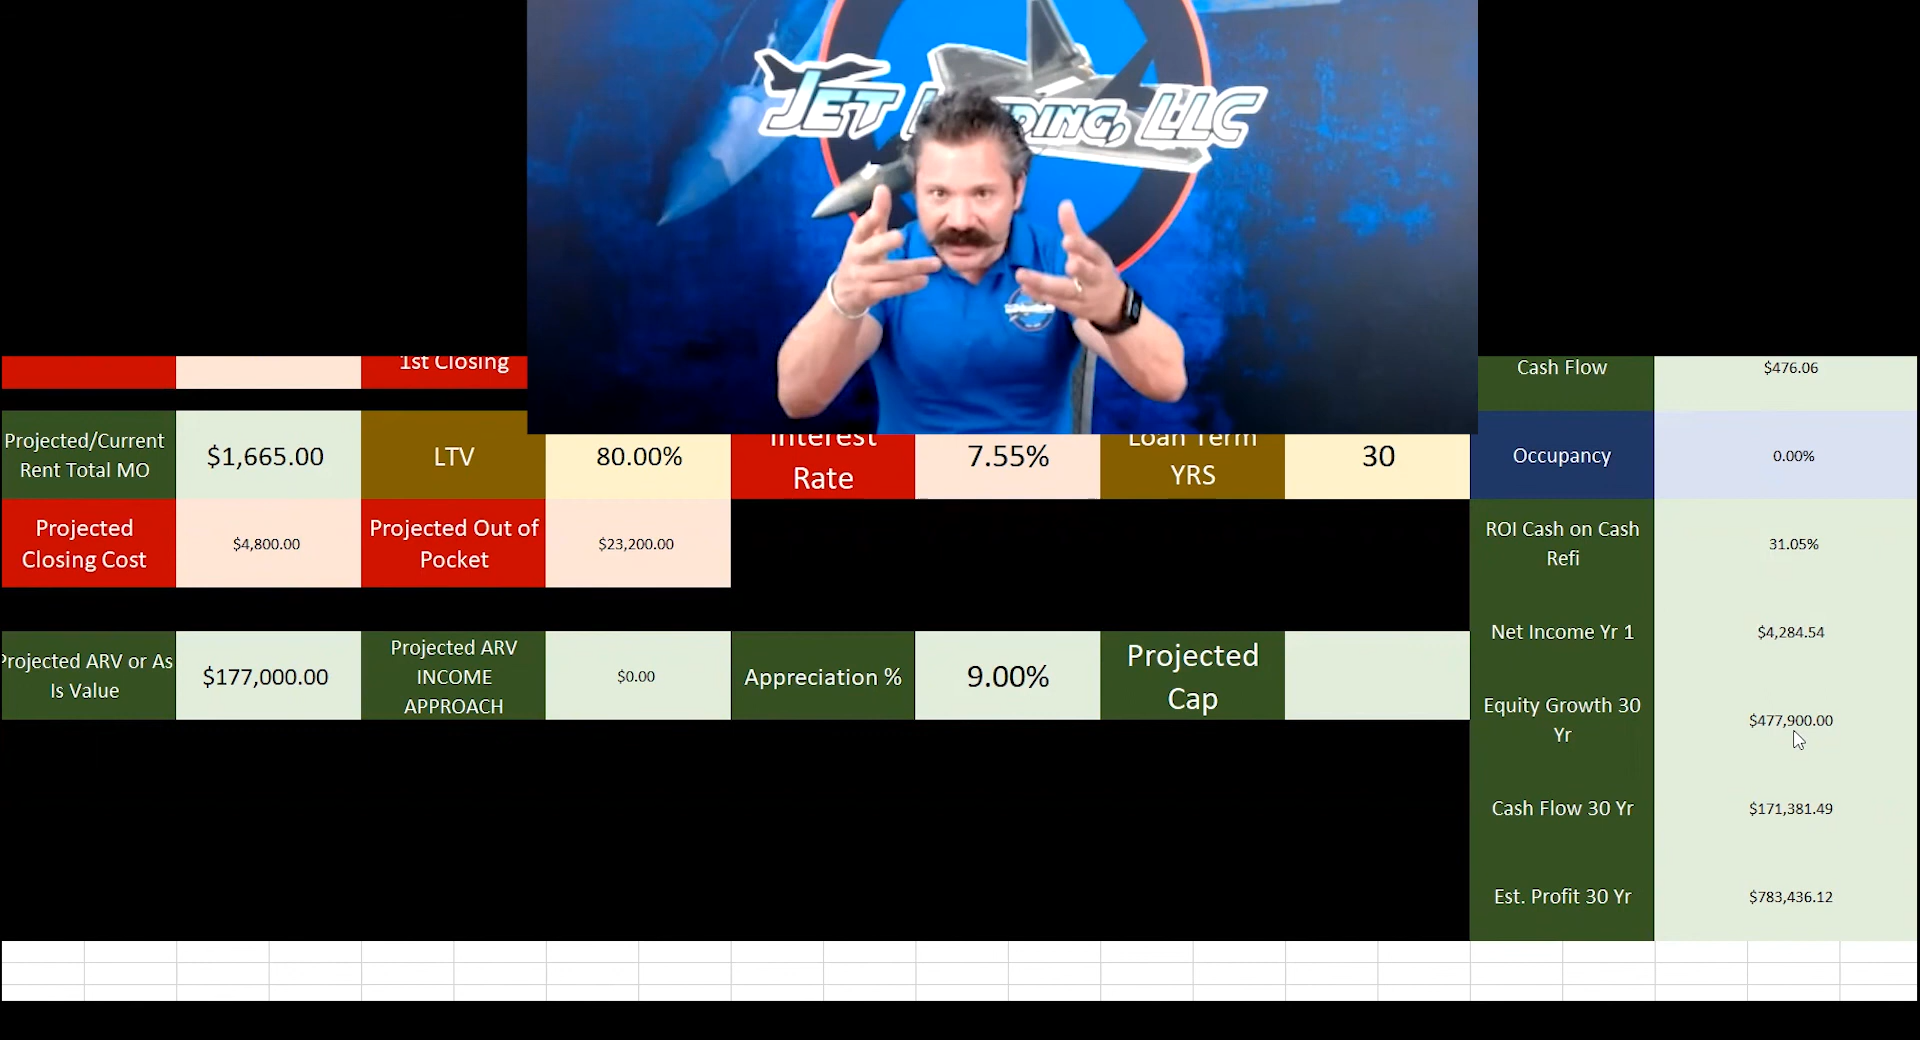 JET LENDING, LLC
1st Closing
Cash Flow
$476.06
Projected/Current
Rent Total MO
$1,665.00
LTV
80.00%
Interest
Rate
7.55%
Loan Term
YRS
30
Occupancy
0.00%
Projected
Closing Cost
$4,800.00
Projected Out of
Pocket
$23,200.00
ROI Cash on Cash
Refi
31.05%
Net Income Yr 1
$4,284.54
Projected ARV or As
Is Value
$177,000.00
Projected ARV
INCOME
APPROACH
$0.00
Appreciation %
9.00%
Projected
Cap
Equity Growth 30
Yr
$477,900.00
Cash Flow 30 Yr
$171,381.49
Est. Profit 30 Yr
$783,436.12